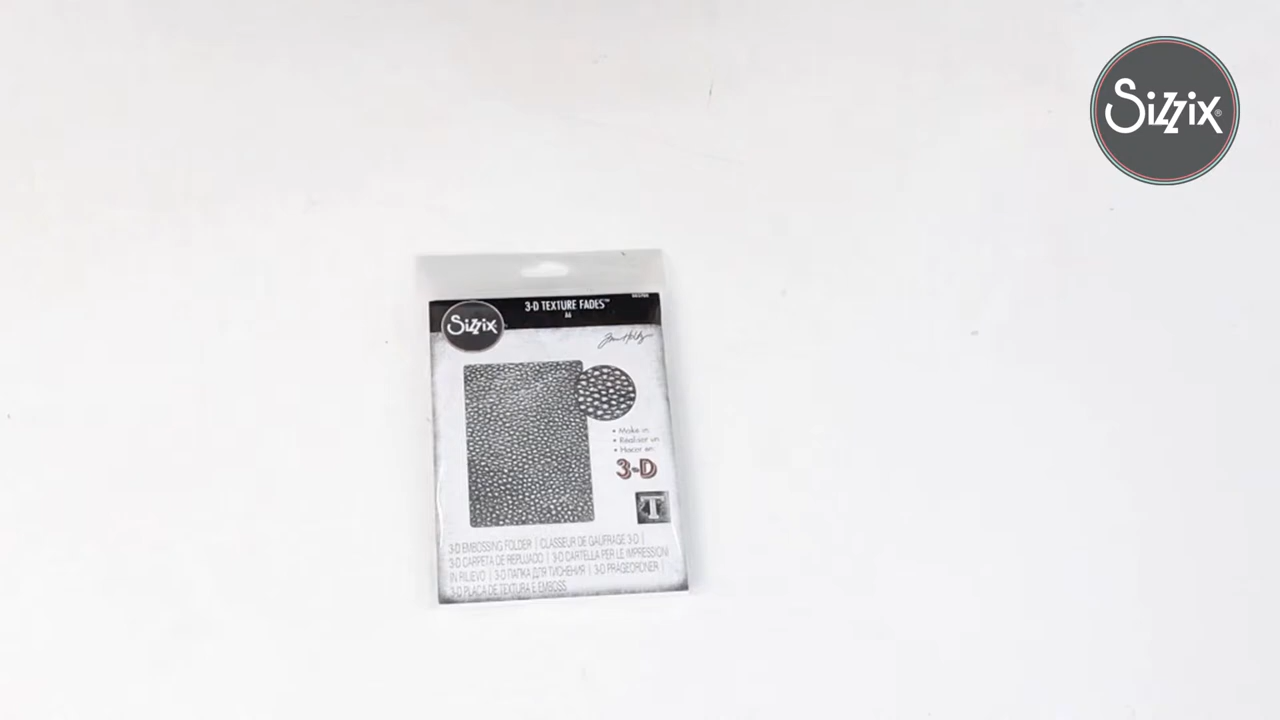 Sizzix®
3-D TEXTURE FADES™
A6
Sizzix
Tim Holtz
• Make in
• Réaliser un
• Hacer en
3-D
T
3-D EMBOSSING FOLDER | CLASSEUR DE GAUFRAGE 3-D |
3-D CARPETA DE REPUJADO | 3-D CARTELLA PER LE IMPRESSIONI
IN RILIEVO | 3-D ПАПКА ДЛЯ ТИСНЕНИЯ | 3-D PRÄGEORDNER |
3-D PLACA DE TEXTURA E EMBOSS